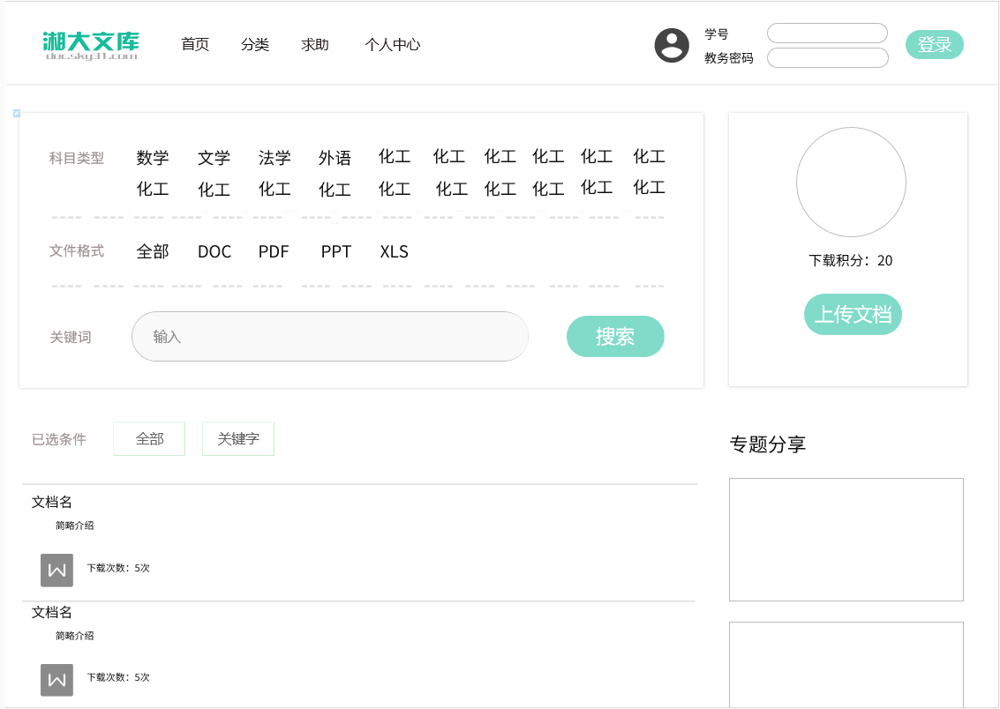 湘大文库
doc.sky31.com
首页 分类 求助 个人中心
学号
教务密码
登录
科目类型 数学 文学 法学 外语 化工 化工 化工 化工 化工 化工
化工 化工 化工 化工 化工 化工 化工 化工 化工 化工
文件格式 全部 DOC PDF PPT XLS
关键词 输入 搜索
下载积分：20
上传文档
已选条件 全部 关键字
专题分享
文档名
简略介绍
下载次数：5次
文档名
简略介绍
下载次数：5次